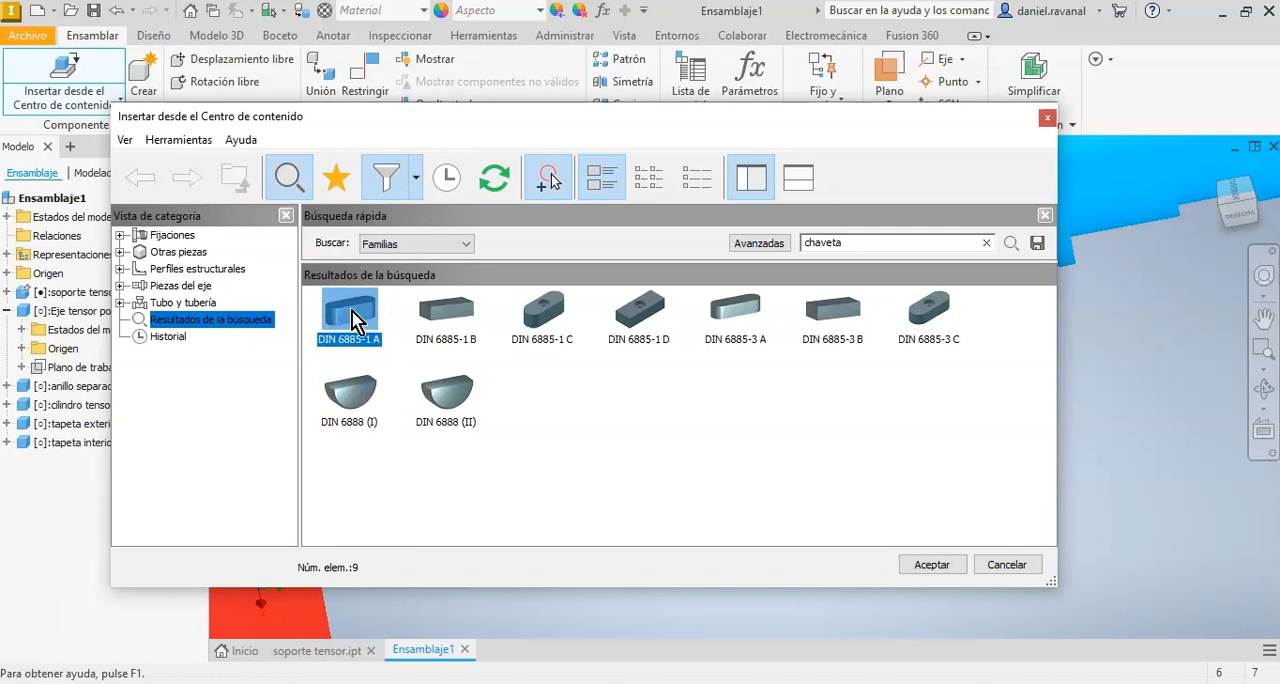 Material Aspecto fx Ensamblaje1 Buscar en la ayuda y los comanc daniel.ravanal
Archivo Ensamblar Diseño Modelo 3D Boceto Anotar Inspeccionar Herramientas Administrar Vista Entornos Colaborar Electromecánica Fusion 360
Insertar desde el
Centro de contenido
Crear
Desplazamiento libre
Rotación libre
Unión Restringir
Mostrar
Mostrar componentes no válidos
Patrón
Simetría
Lista de
fx
Parámetros
Fijo y
Plano
Eje
Punto
Simplificar
Componente
Modelo
Ensamblaje Modelad
Ensamblaje1
Estados del mode
Relaciones
Representacione
Origen
[●]:soporte tenso
[○]:Eje tensor po
Estados del m
Origen
Plano de traba
[○]:anillo separac
[○]:cilindro tenso
[○]:tapeta exteri
[○]:tapeta interio
Insertar desde el Centro de contenido
Ver Herramientas Ayuda
Vista de categoría
Fijaciones
Otras piezas
Perfiles estructurales
Piezas del eje
Tubo y tubería
Resultados de la búsqueda
Historial
Búsqueda rápida
Buscar: Familias Avanzadas chaveta
Resultados de la búsqueda
DIN 6885-1 A DIN 6885-1 B DIN 6885-1 C DIN 6885-1 D DIN 6885-3 A DIN 6885-3 B DIN 6885-3 C
DIN 6888 (I) DIN 6888 (II)
Núm. elem.:9
Aceptar Cancelar
DERECHA
Inicio soporte tensor.ipt Ensamblaje1
Para obtener ayuda, pulse F1. 6 7